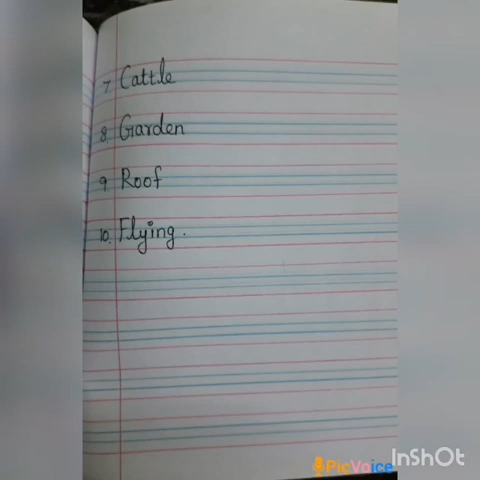 7 Cattle
8. Garden
9 Roof
10. Flying.
PicVoice InShOt